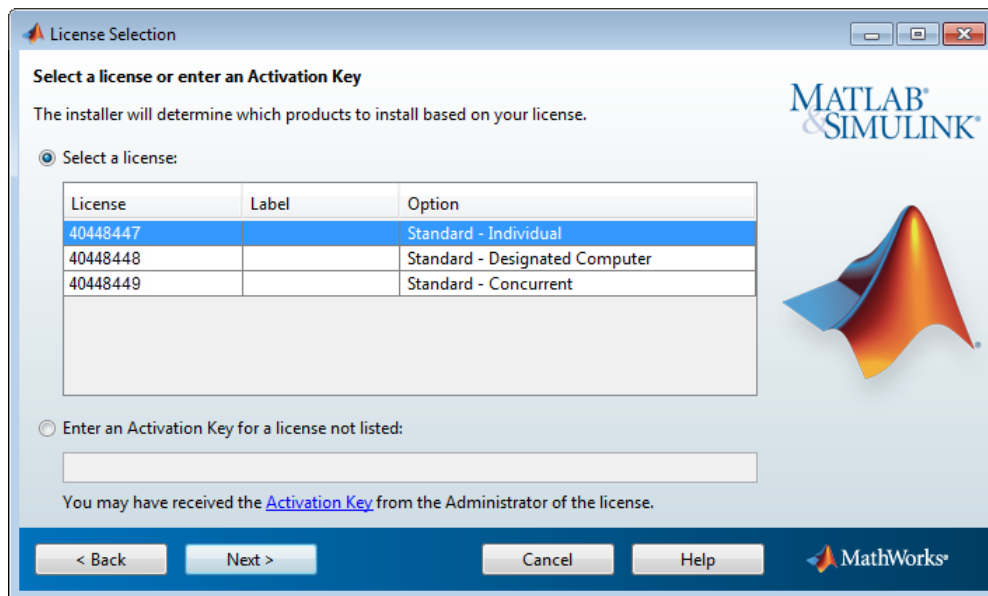 License Selection
Select a license or enter an Activation Key
The installer will determine which products to install based on your license.
MATLAB®
&SIMULINK®
Select a license:
License Label Option
40448447 Standard - Individual
40448448 Standard - Designated Computer
40448449 Standard - Concurrent
Enter an Activation Key for a license not listed:
You may have received the Activation Key from the Administrator of the license.
< Back Next > Cancel Help MathWorks®